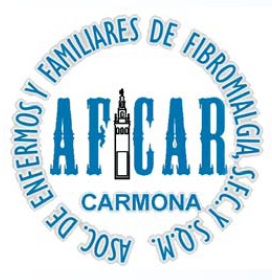 ASOC. DE ENFERMOS Y FAMILIARES DE FIBROMIALGIA, S.F.C. Y S.Q.M.
AFICAR
CARMONA